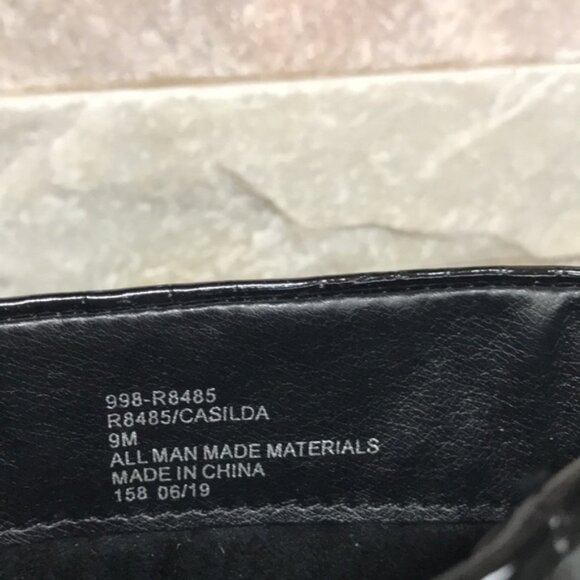 998-R8485
R8485/CASILDA
9M
ALL MAN MADE MATERIALS
MADE IN CHINA
158 06/19